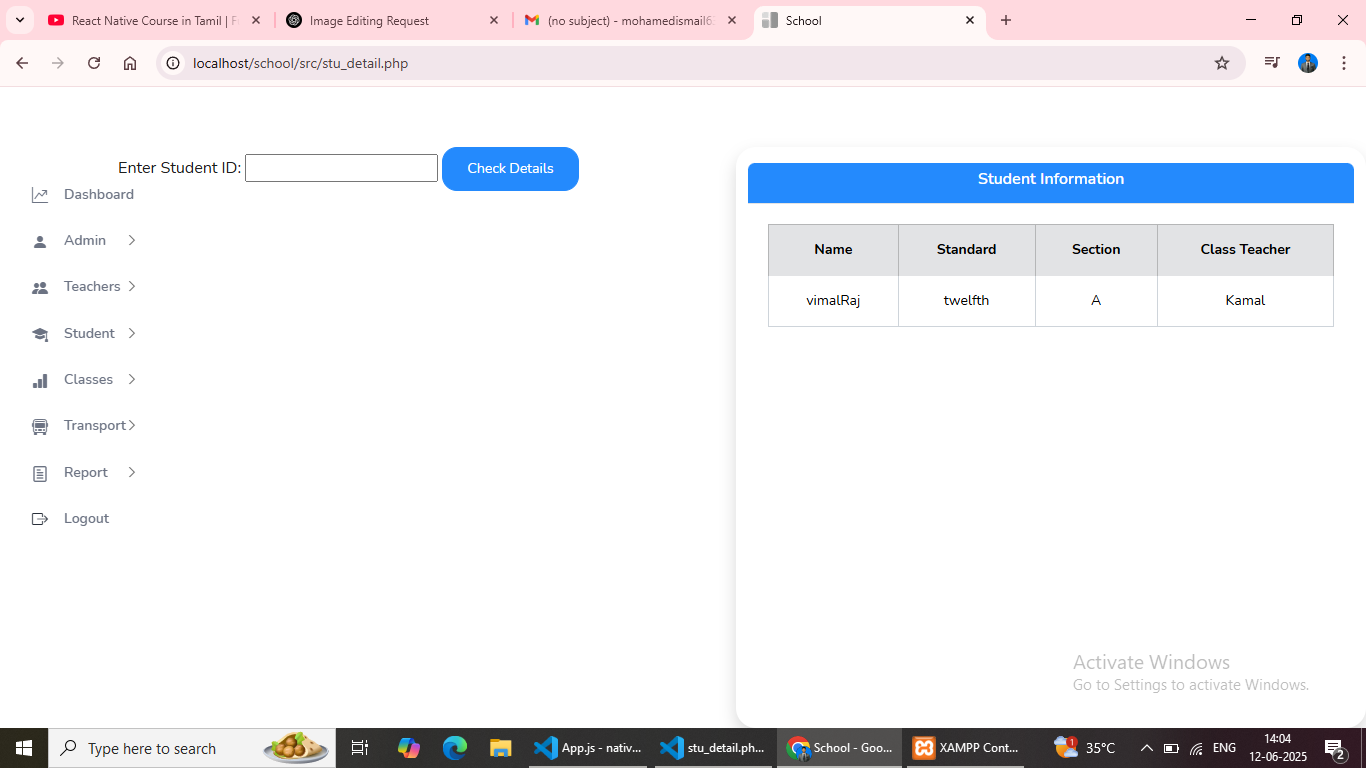 React Native Course in Tamil | F
Image Editing Request
(no subject) - mohamedismail6
School
localhost/school/src/stu_detail.php
Enter Student ID:
Check Details
Dashboard
Admin
Teachers
Student
Classes
Transport
Report
Logout
Student Information
Name Standard Section Class Teacher
vimalRaj twelfth A Kamal
Activate Windows
Go to Settings to activate Windows.
Type here to search
App.js - nativ...
stu_detail.ph...
School - Goo...
XAMPP Cont...
1
35°C
ENG
14:04
12-06-2025
2